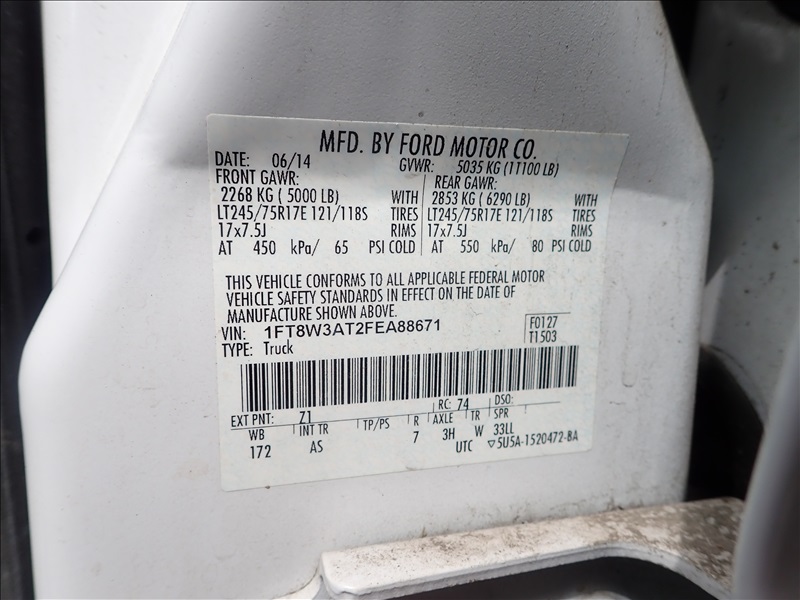 MFD. BY FORD MOTOR CO.
DATE: 06/14 GVWR: 5035 KG (11100 LB)
FRONT GAWR: REAR GAWR:
2268 KG ( 5000 LB) WITH 2853 KG ( 6290 LB) WITH
LT245/75R17E 121/118S TIRES LT245/75R17E 121/118S TIRES
17x7.5J RIMS 17x7.5J RIMS
AT 450 kPa/ 65 PSI COLD AT 550 kPa/ 80 PSI COLD
THIS VEHICLE CONFORMS TO ALL APPLICABLE FEDERAL MOTOR
VEHICLE SAFETY STANDARDS IN EFFECT ON THE DATE OF
MANUFACTURE SHOWN ABOVE.
VIN: 1FT8W3AT2FEA88671 F0127
TYPE: Truck T1503
EXT PNT: Z1 RC: 74 DSO:
WB INT TR TP/PS R AXLE TR SPR
172 AS 7 3H W 33LL
UTC ▽5U5A-1520472-BA